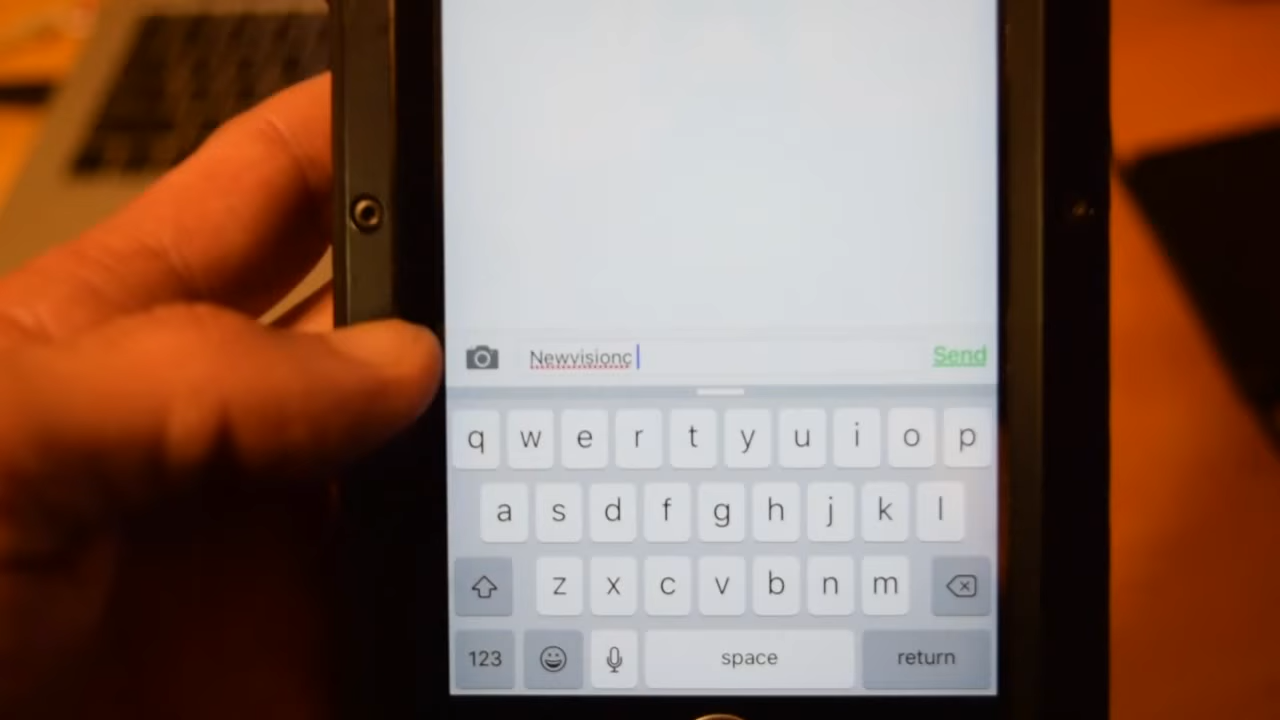 Newvisionc
Send
q w e r t y u i o p
a s d f g h j k l
z x c v b n m
123 space return